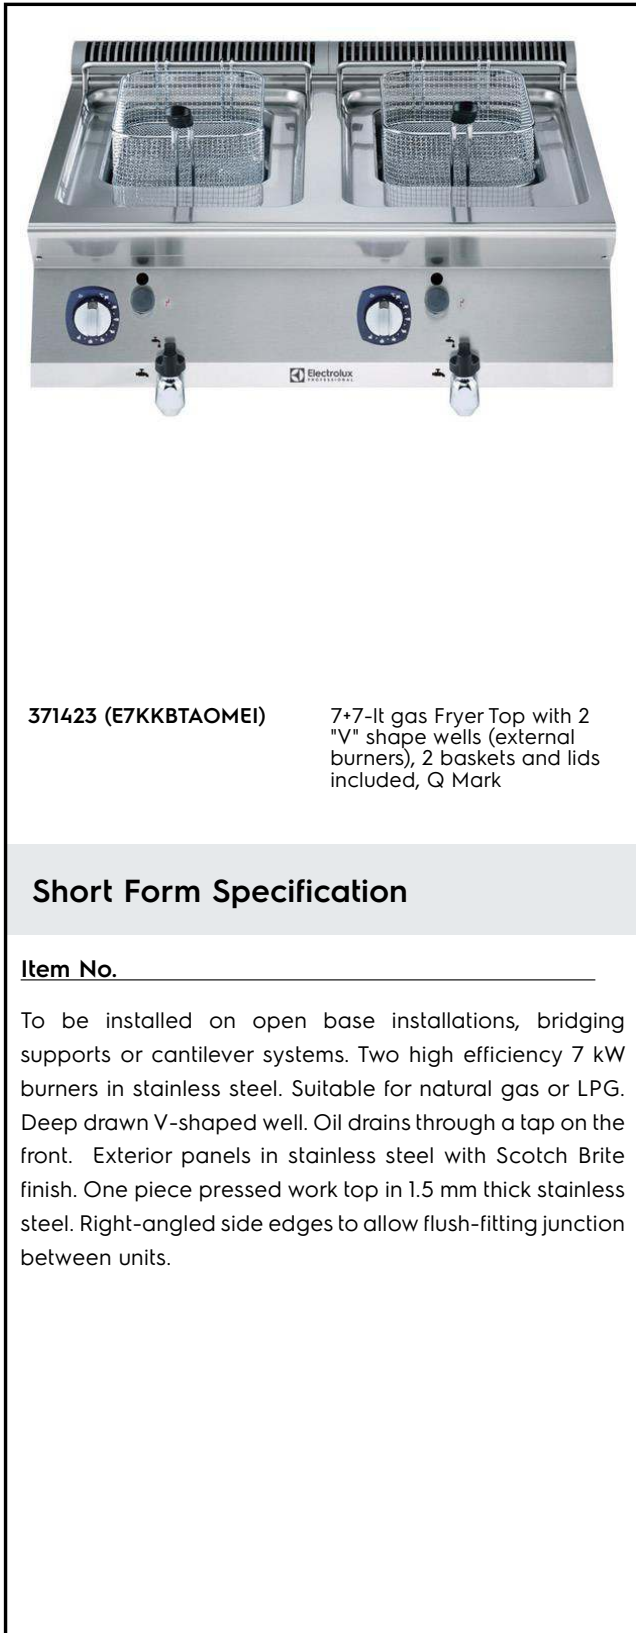 Electrolux
PROFESSIONAL
371423 (E7KKBTAOMEI)
7+7-lt gas Fryer Top with 2
"V" shape wells (external
burners), 2 baskets and lids
included, Q Mark
Short Form Specification
Item No.
To be installed on open base installations, bridging
supports or cantilever systems. Two high efficiency 7 kW
burners in stainless steel. Suitable for natural gas or LPG.
Deep drawn V-shaped well. Oil drains through a tap on the
front. Exterior panels in stainless steel with Scotch Brite
finish. One piece pressed work top in 1.5 mm thick stainless
steel. Right-angled side edges to allow flush-fitting junction
between units.